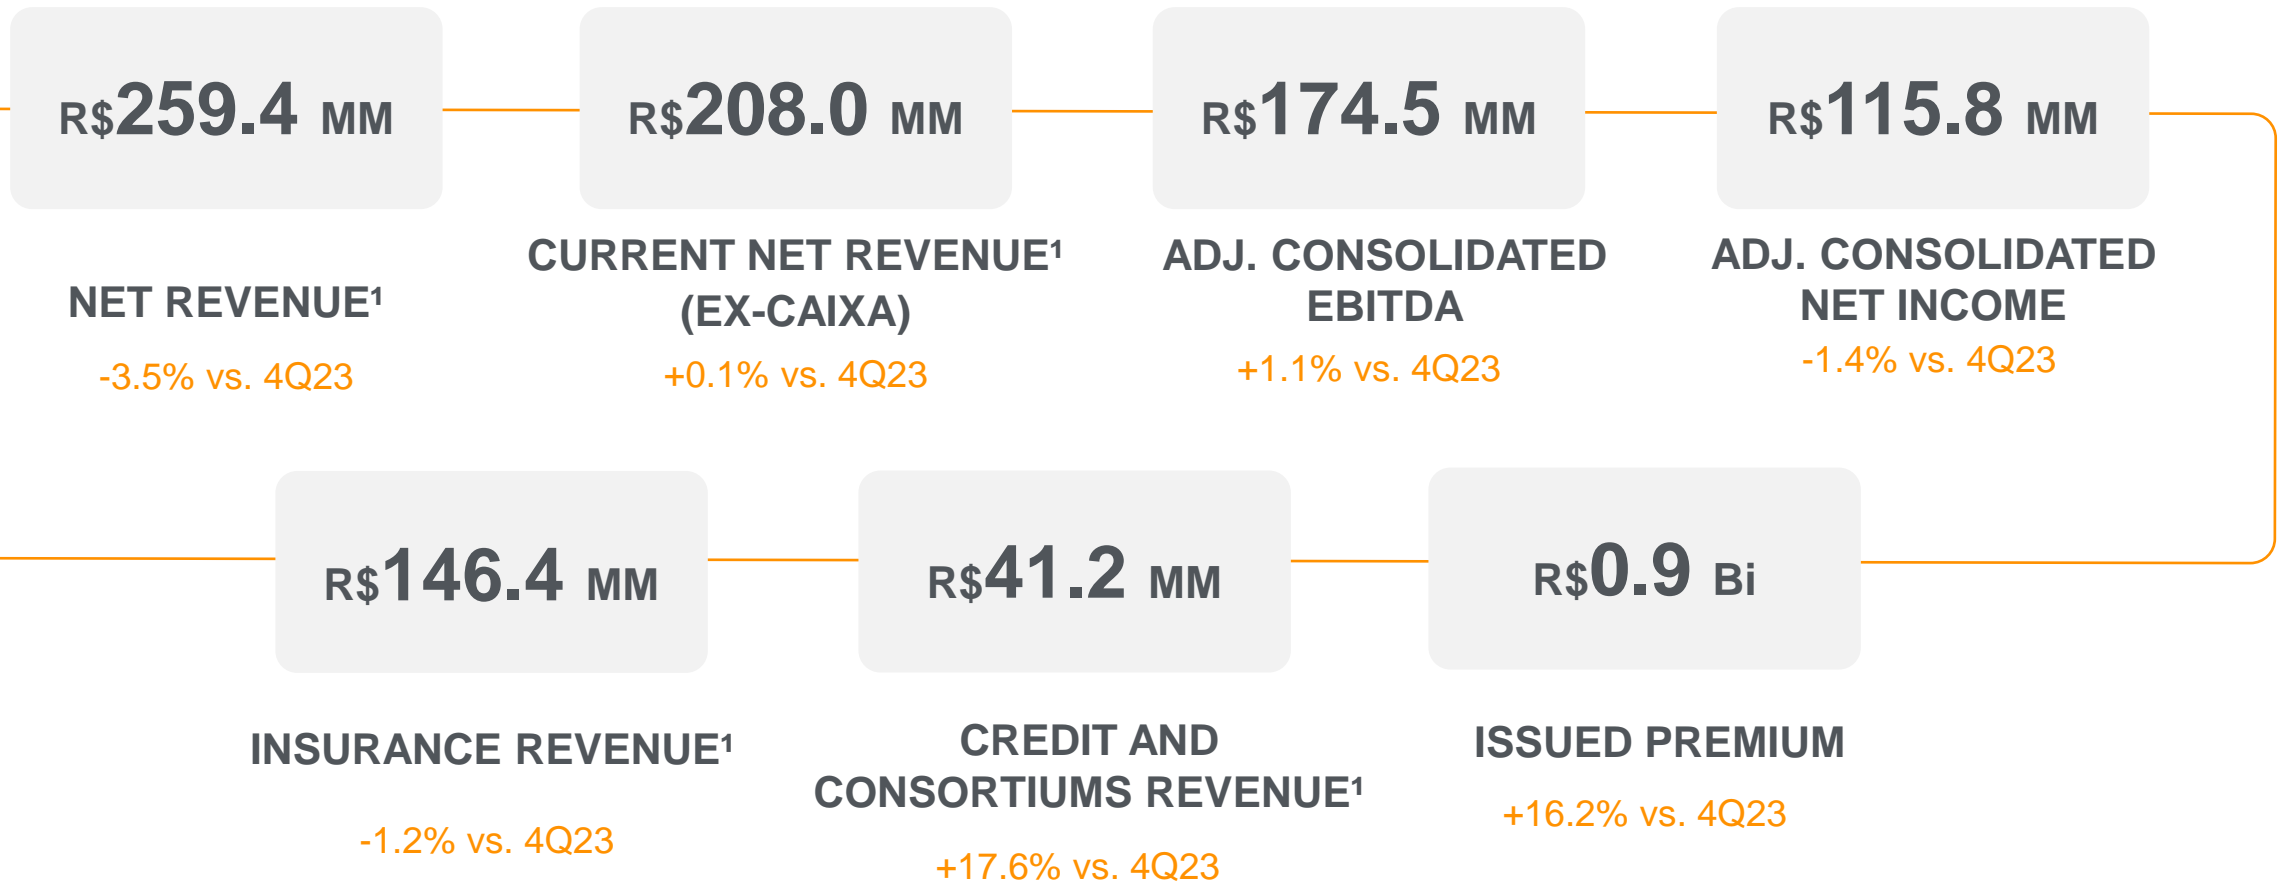 R$259.4 MM
NET REVENUE¹
-3.5% vs. 4Q23
R$208.0 MM
CURRENT NET REVENUE¹
(EX-CAIXA)
+0.1% vs. 4Q23
R$174.5 MM
ADJ. CONSOLIDATED
EBITDA
+1.1% vs. 4Q23
R$115.8 MM
ADJ. CONSOLIDATED
NET INCOME
-1.4% vs. 4Q23
R$146.4 MM
INSURANCE REVENUE¹
-1.2% vs. 4Q23
R$41.2 MM
CREDIT AND
CONSORTIUMS REVENUE¹
+17.6% vs. 4Q23
R$0.9 Bi
ISSUED PREMIUM
+16.2% vs. 4Q23